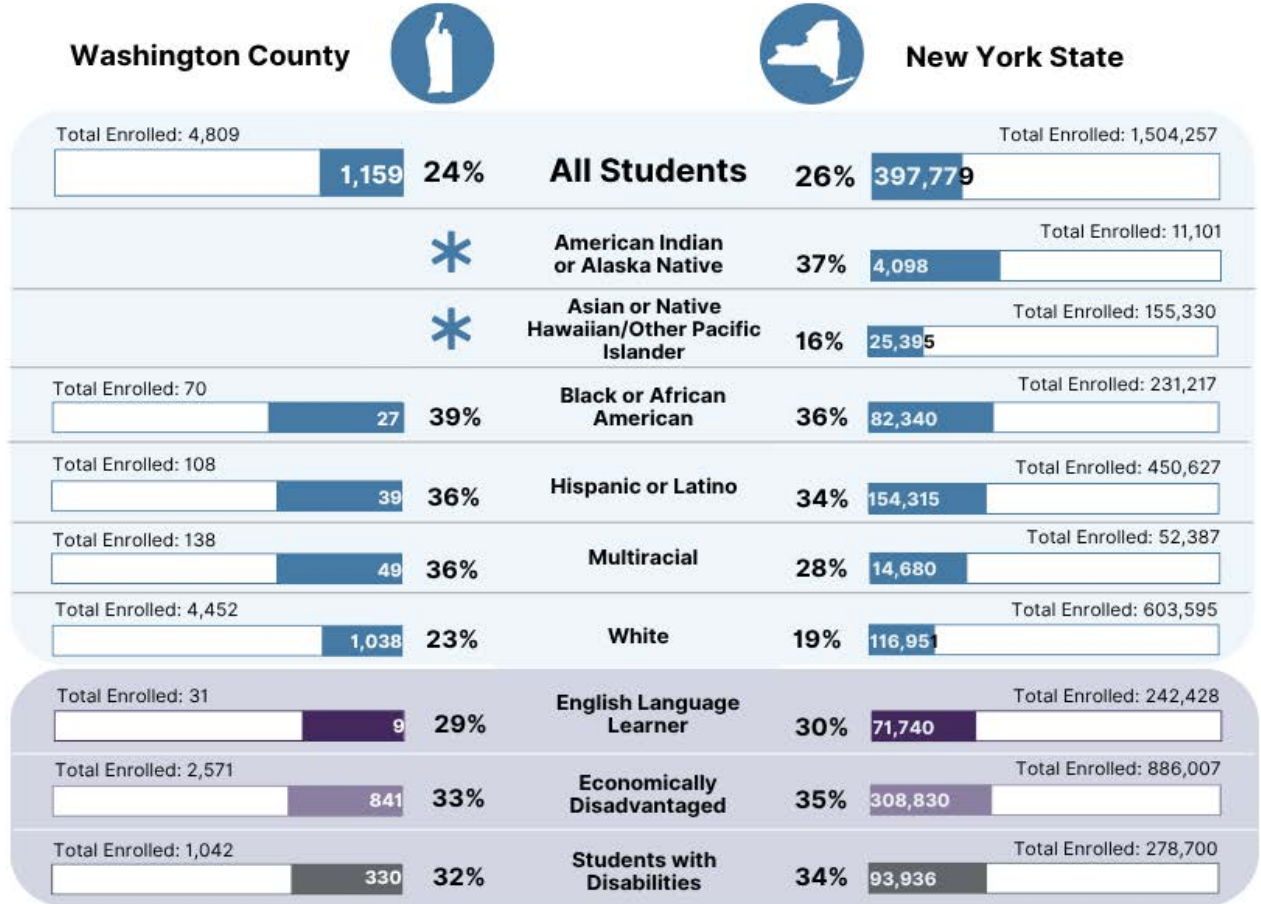 Washington County
New York State
Total Enrolled: 4,809
Total Enrolled: 1,504,257
1,159 24% All Students 26% 397,779
Total Enrolled: 11,101
* American Indian
or Alaska Native 37% 4,098
Total Enrolled: 155,330
* Asian or Native
Hawaiian/Other Pacific
Islander 16% 25,395
Total Enrolled: 70
Total Enrolled: 231,217
27 39% Black or African
American 36% 82,340
Total Enrolled: 108
Total Enrolled: 450,627
39 36% Hispanic or Latino 34% 154,315
Total Enrolled: 138
Total Enrolled: 52,387
49 36% Multiracial 28% 14,680
Total Enrolled: 4,452
Total Enrolled: 603,595
1,038 23% White 19% 116,951
Total Enrolled: 31
Total Enrolled: 242,428
9 29% English Language
Learner 30% 71,740
Total Enrolled: 2,571
Total Enrolled: 886,007
841 33% Economically
Disadvantaged 35% 308,830
Total Enrolled: 1,042
Total Enrolled: 278,700
330 32% Students with
Disabilities 34% 93,936